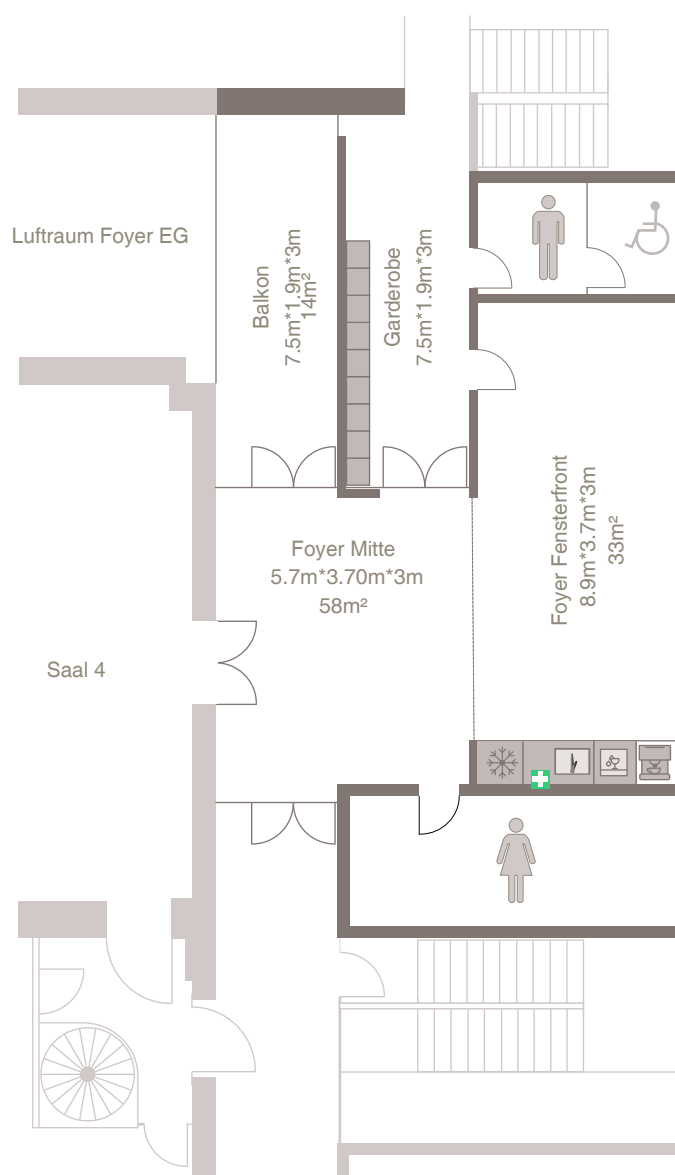 Luftraum Foyer EG
Balkon
7.5m*1.9m*3m
14m²
Garderobe
7.5m*1.9m*3m
Foyer Fensterfront
8.9m*3.7m*3m
33m²
Foyer Mitte
5.7m*3.70m*3m
58m²
Saal 4